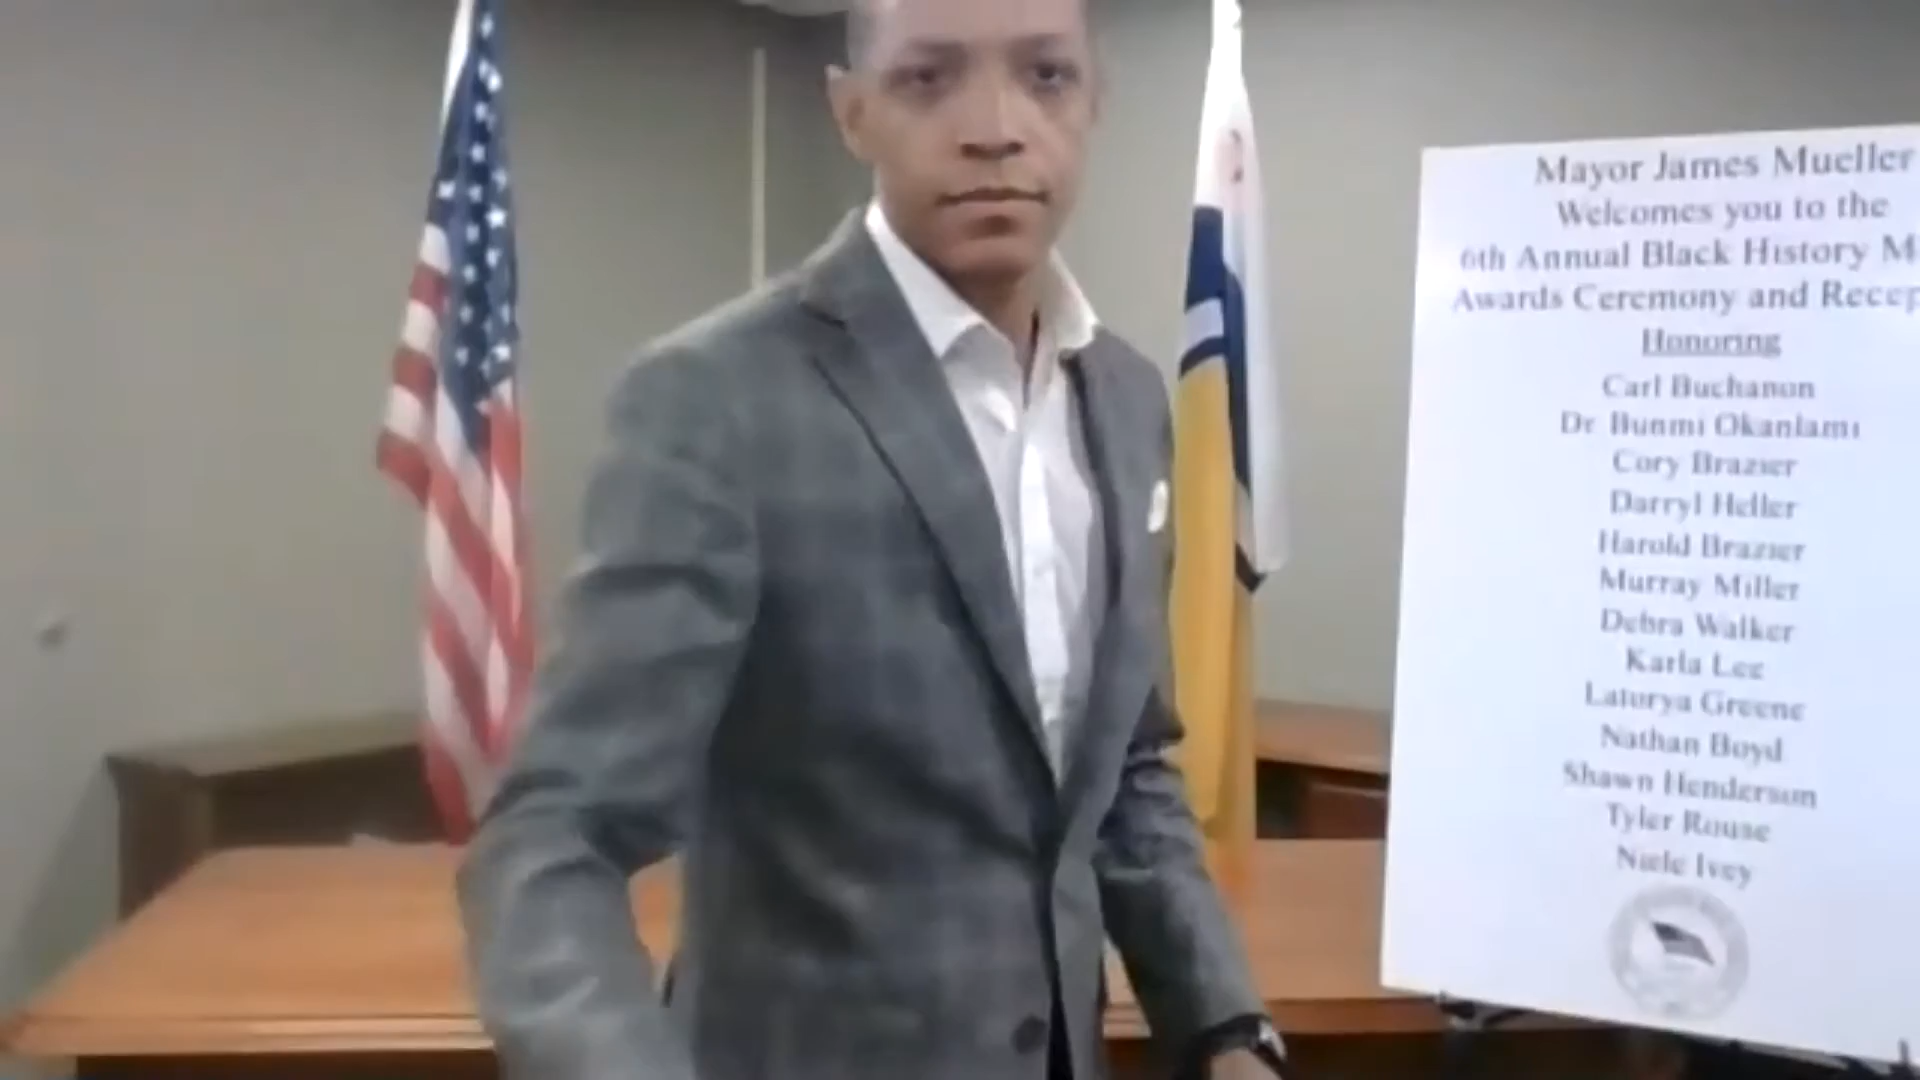 Mayor James Mueller
Welcomes you to the
6th Annual Black History M
Awards Ceremony and Recep
Honoring
Carl Buchanon
Dr Bunmi Okanlami
Cory Brazier
Darryl Heller
Harold Brazier
Murray Miller
Debra Walker
Karla Lee
Laturya Greene
Nathan Boyd
Shawn Henderson
Tyler Rouse
Niele Ivey